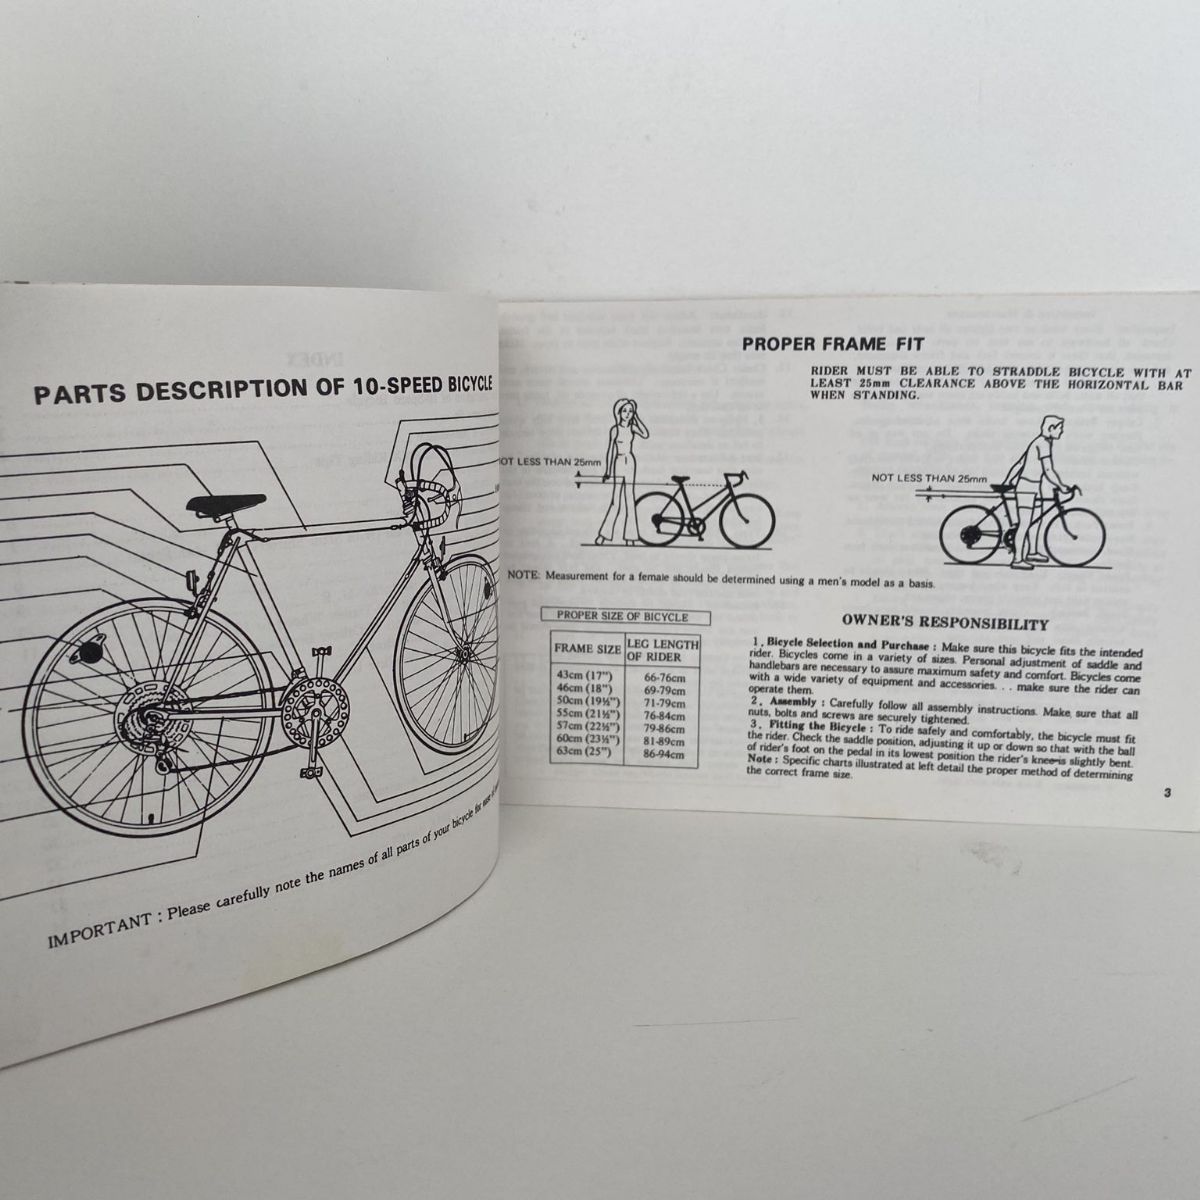 PARTS DESCRIPTION OF 10-SPEED BICYCLE
IMPORTANT : Please carefully note the names of all parts of your bicycle for
PROPER FRAME FIT
RIDER MUST BE ABLE TO STRADDLE BICYCLE WITH AT
LEAST 25mm CLEARANCE ABOVE THE HORIZONTAL BAR
WHEN STANDING.
OT LESS THAN 25mm
NOT LESS THAN 25mm
NOTE: Measurement for a female should be determined using a men's model as a basis.
PROPER SIZE OF BICYCLE
FRAME SIZE LEG LENGTH
OF RIDER
43cm (17") 66-76cm
46cm (18") 69-79cm
50cm (19½") 71-79cm
55cm (21½") 76-84cm
57cm (22½") 79-86cm
60cm (23½") 81-89cm
63cm (25") 86-94cm
OWNER'S RESPONSIBILITY
1. Bicycle Selection and Purchase : Make sure this bicycle fits the intended
rider. Bicycles come in a variety of sizes. Personal adjustment of saddle and
handlebars are necessary to assure maximum safety and comfort. Bicycles come
with a wide variety of equipment and accessories. . . make sure the rider can
operate them.
2. Assembly : Carefully follow all assembly instructions. Make sure that all
nuts, bolts and screws are securely tightened.
3. Fitting the Bicycle : To ride safely and comfortably, the bicycle must fit
the rider. Check the saddle position, adjusting it up or down so that with the ball
of rider's foot on the pedal in its lowest position the rider's knee is slightly bent.
Note : Specific charts illustrated at left detail the proper method of determining
the correct frame size.
3